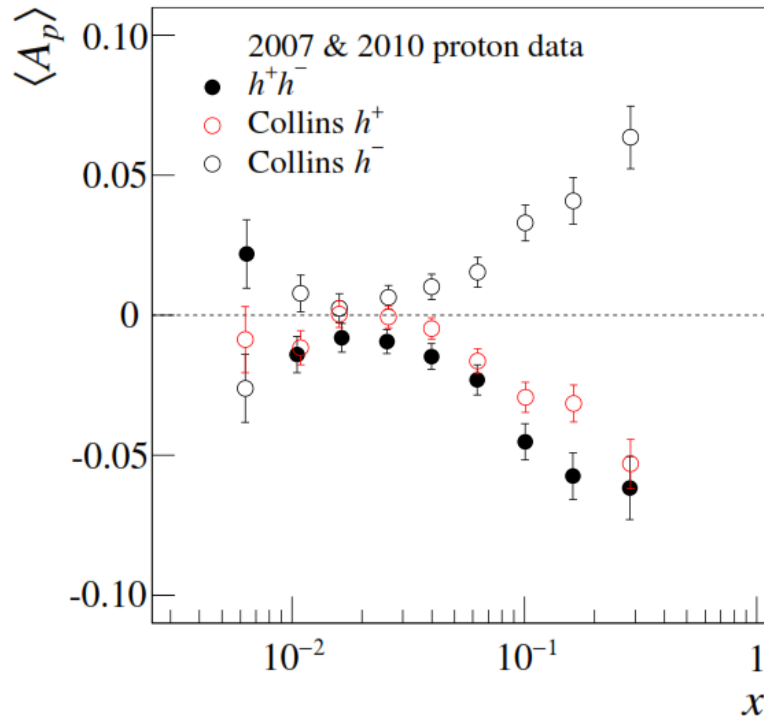 ⟨A_p⟩
0.10
0.05
0
-0.05
-0.10
2007 & 2010 proton data
h⁺h⁻
Collins h⁺
Collins h⁻
10⁻²
10⁻¹
1
x